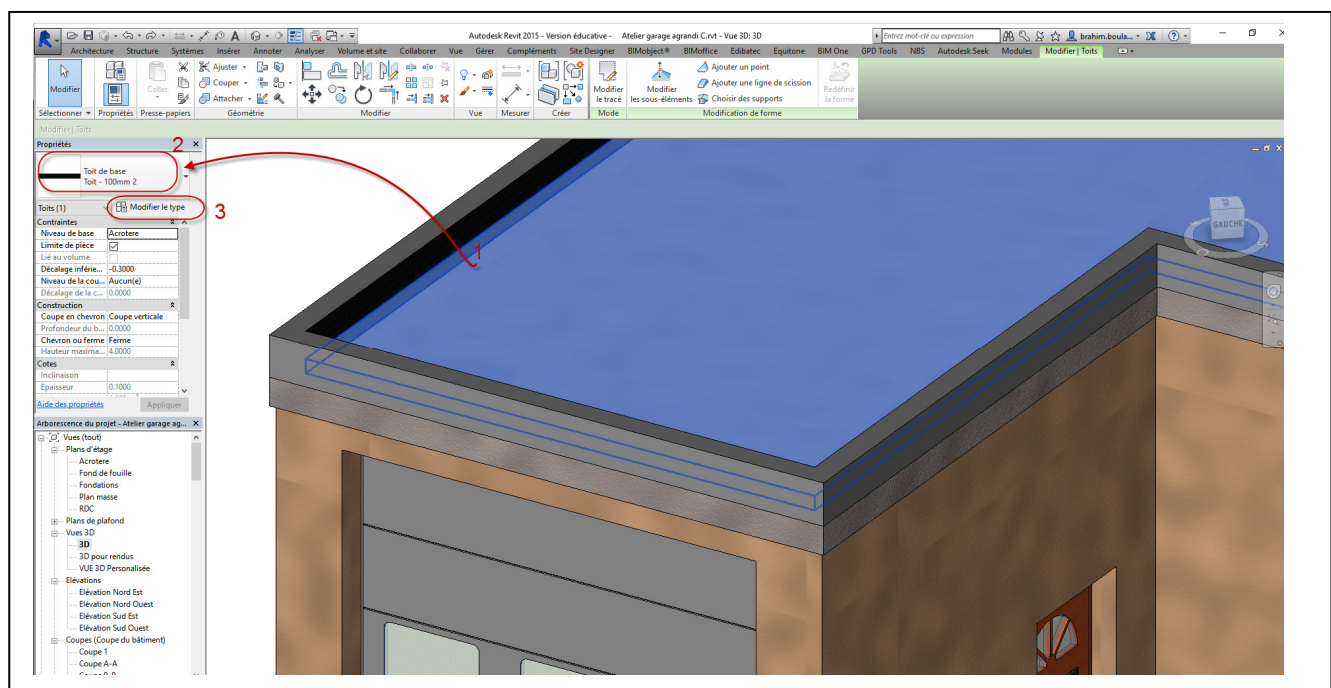 Autodesk Revit 2015 - Version éducative - Atelier garage agrandi C.rvt - Vue 3D: 3D
Entrez mot-clé ou expression
brahim.boula...
Architecture Structure Systèmes Insérer Annoter Analyser Volume et site Collaborer Vue Gérer Compléments Site Designer BIMobject® BIMoffice Edibatec Equitone BIM One GPD Tools NBS Autodesk Seek Modules Modifier | Toits
Modifier
Coller
Ajuster
Couper
Attacher
Modifier
le tracé
Modifier
les sous-éléments
Ajouter un point
Ajouter une ligne de scission
Choisir des supports
Redéfinir
la forme
Sélectionner Propriétés Presse-papiers Géométrie Modifier Vue Mesurer Créer Mode Modification de forme
Modifier | Toits
Propriétés
2
Toit de base
Toit - 100mm 2
Toits (1)
Modifier le type
3
1
Contraintes
Niveau de base Acrotere
Limite de pièce
Lié au volume
Décalage inférie... -0.3000
Niveau de la cou... Aucun(e)
Décalage de la c... 0.0000
Construction
Coupe en chevron Coupe verticale
Profondeur du b... 0.0000
Chevron ou ferme Ferme
Hauteur maxima... 4.0000
Cotes
Inclinaison
Epaisseur 0.1000
Aide des propriétés Appliquer
Arborescence du projet - Atelier garage ag...
Vues (tout)
Plans d'étage
Acrotere
Fond de fouille
Fondations
Plan masse
RDC
Plans de plafond
Vues 3D
3D
3D pour rendus
VUE 3D Personalisée
Elévations
Elévation Nord Est
Elévation Nord Ouest
Elévation Sud Est
Elévation Sud Ouest
Coupes (Coupe du bâtiment)
Coupe 1
Coupe A-A
Coupe B-B
GAUCHE